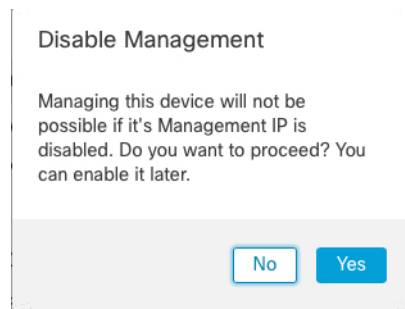 Disable Management
Managing this device will not be
possible if it's Management IP is
disabled. Do you want to proceed? You
can enable it later.
No
Yes